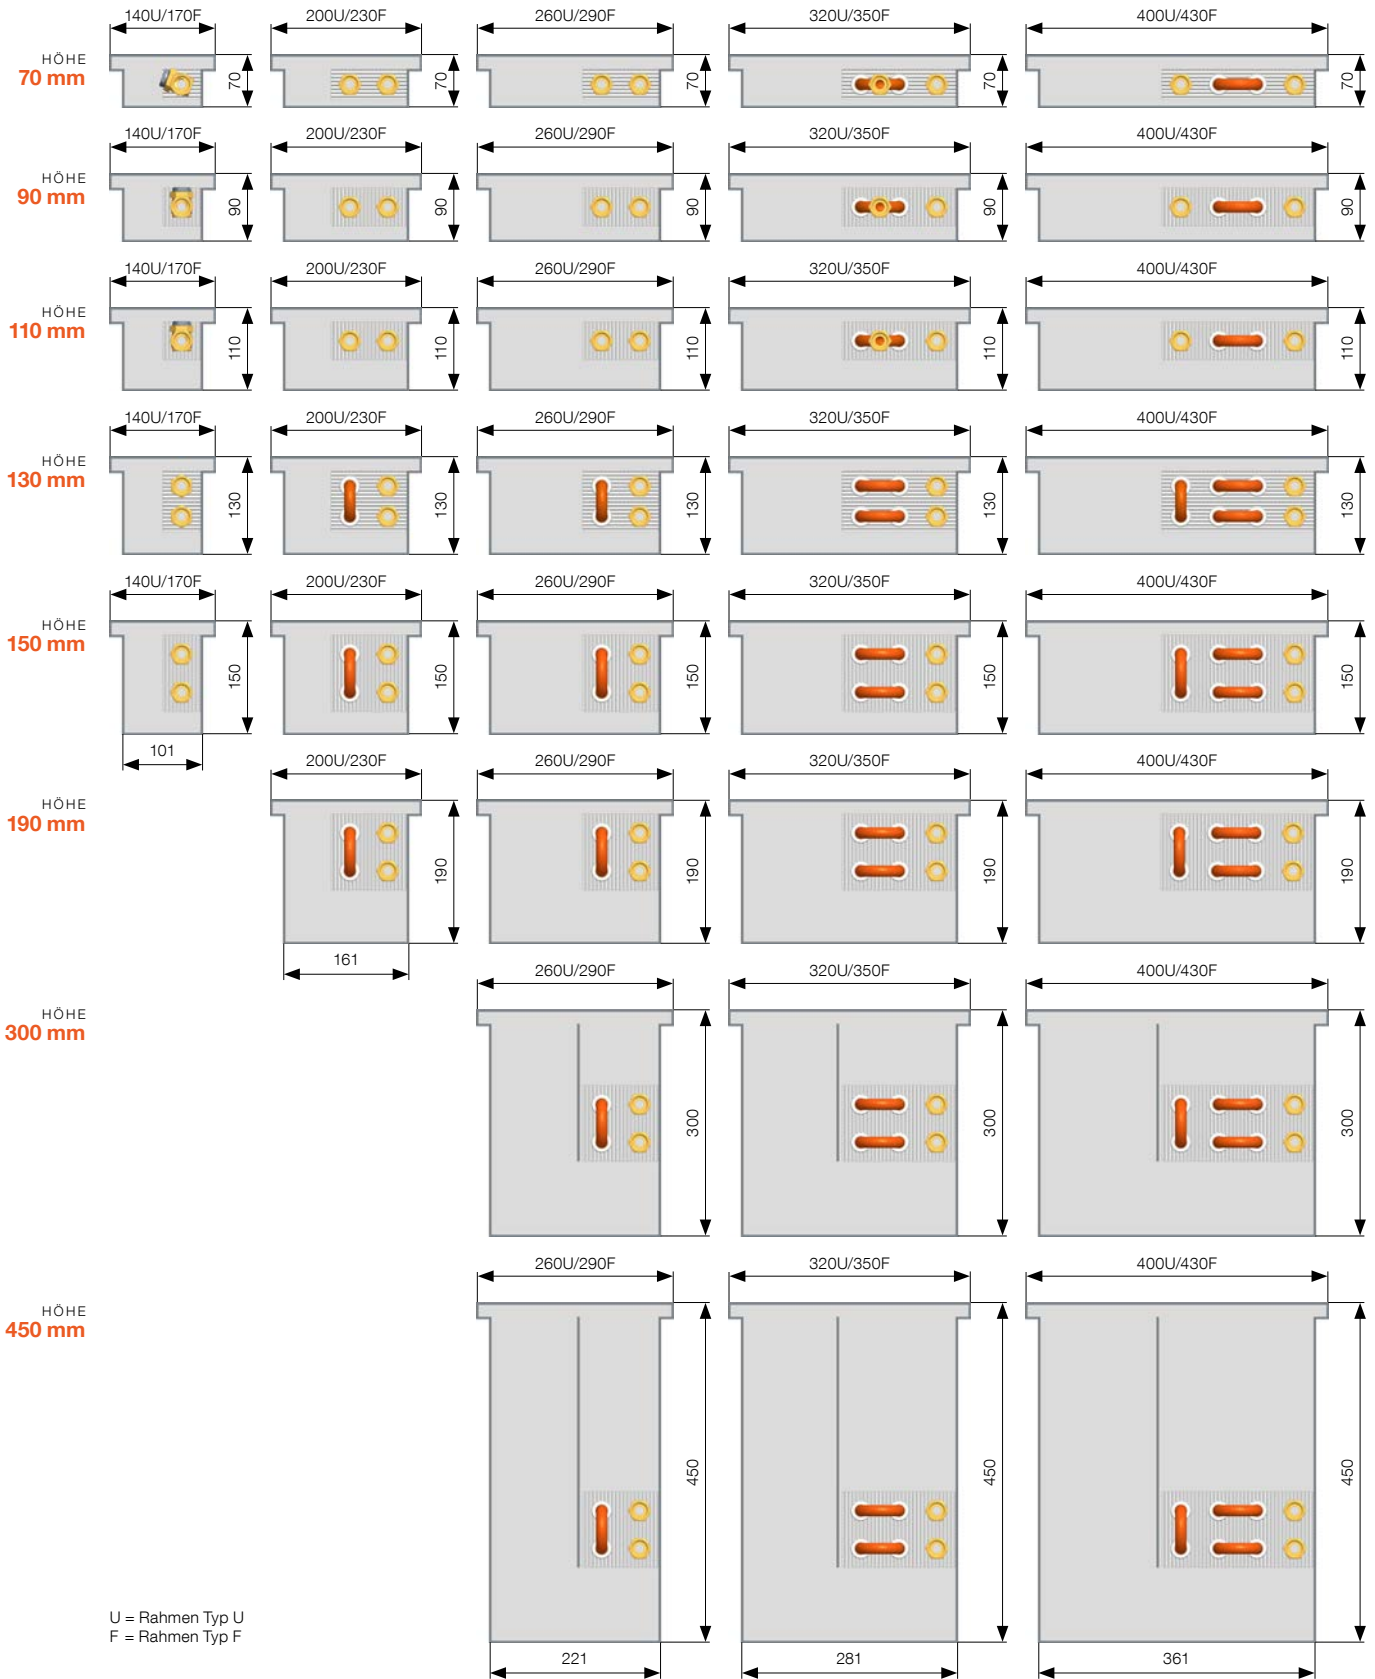 140U/170F 200U/230F 260U/290F 320U/350F 400U/430F
HÖHE
70 mm
70 70 70 70 70
140U/170F 200U/230F 260U/290F 320U/350F 400U/430F
HÖHE
90 mm
90 90 90 90 90
140U/170F 200U/230F 260U/290F 320U/350F 400U/430F
HÖHE
110 mm
110 110 110 110 110
140U/170F 200U/230F 260U/290F 320U/350F 400U/430F
HÖHE
130 mm
130 130 130 130 130
140U/170F 200U/230F 260U/290F 320U/350F 400U/430F
HÖHE
150 mm
150 150 150 150 150
101
200U/230F 260U/290F 320U/350F 400U/430F
HÖHE
190 mm
190 190 190 190
161
260U/290F 320U/350F 400U/430F
HÖHE
300 mm
300 300 300
260U/290F 320U/350F 400U/430F
HÖHE
450 mm
450 450 450
U = Rahmen Typ U
F = Rahmen Typ F
221 281 361